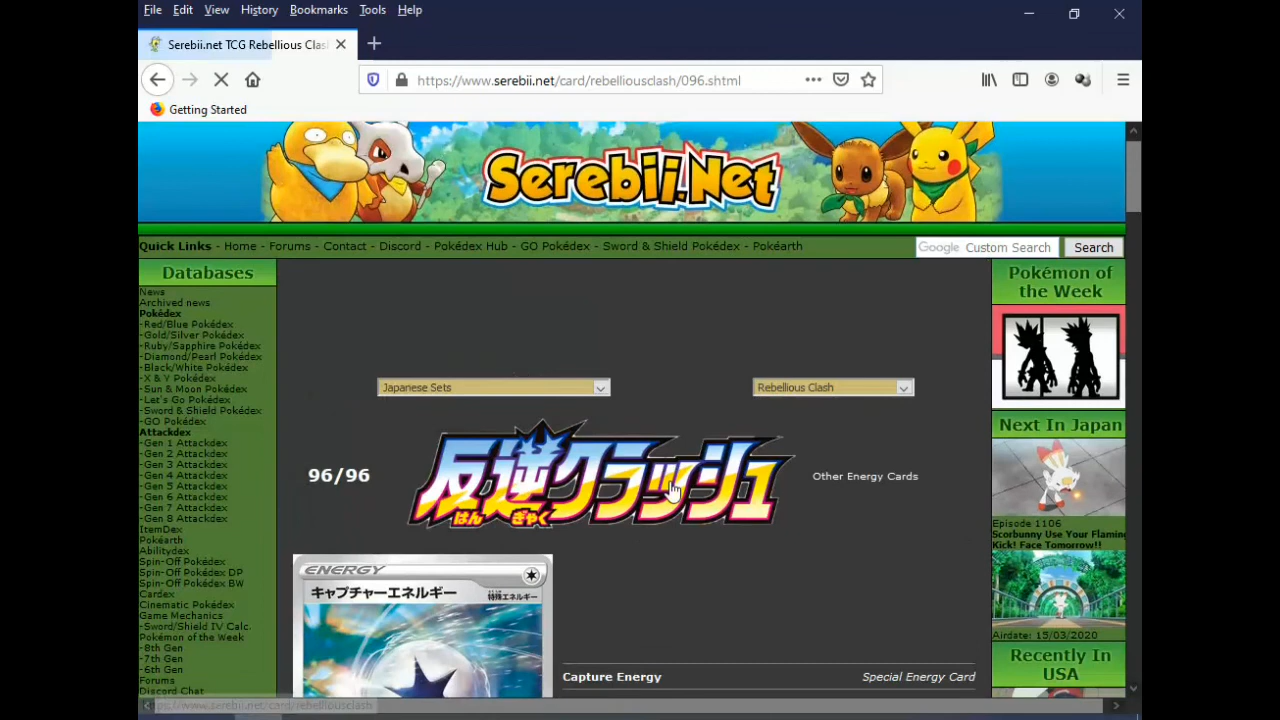 File Edit View History Bookmarks Tools Help
Serebii.net TCG Rebellious Clash
https://www.serebii.net/card/rebelliousclash/096.shtml
Getting Started
Serebii.Net
Quick Links - Home - Forums - Contact - Discord - Pokédex Hub - GO Pokédex - Sword & Shield Pokédex - Pokéarth
Google Custom Search Search
Databases
News
Archived news
Pokédex
-Red/Blue Pokédex
-Gold/Silver Pokédex
-Ruby/Sapphire Pokédex
-Diamond/Pearl Pokédex
-Black/White Pokédex
-X & Y Pokédex
-Sun & Moon Pokédex
-Let's Go Pokédex
-Sword & Shield Pokédex
-GO Pokédex
Attackdex
-Gen 1 Attackdex
-Gen 2 Attackdex
-Gen 3 Attackdex
-Gen 4 Attackdex
-Gen 5 Attackdex
-Gen 6 Attackdex
-Gen 7 Attackdex
-Gen 8 Attackdex
ItemDex
Pokéarth
Abilitydex
Spin-Off Pokédex
Spin-Off Pokédex DP
Spin-Off Pokédex BW
Cardex
Cinematic Pokédex
Game Mechanics
-Sword/Shield IV Calc.
Pokémon of the Week
-8th Gen
-7th Gen
-6th Gen
Forums
Discord Chat
Japanese Sets
Rebellious Clash
96/96
反逆クラッシュ
はん ぎゃく
Other Energy Cards
ENERGY
キャプチャーエネルギー
特殊エネルギー
Capture Energy
Special Energy Card
Pokémon of
the Week
Next In Japan
Episode 1106
Scorbunny Use Your Flaming
Kick! Face Tomorrow!!
Airdate: 15/03/2020
Recently In
USA
https://www.serebii.net/card/rebelliousclash